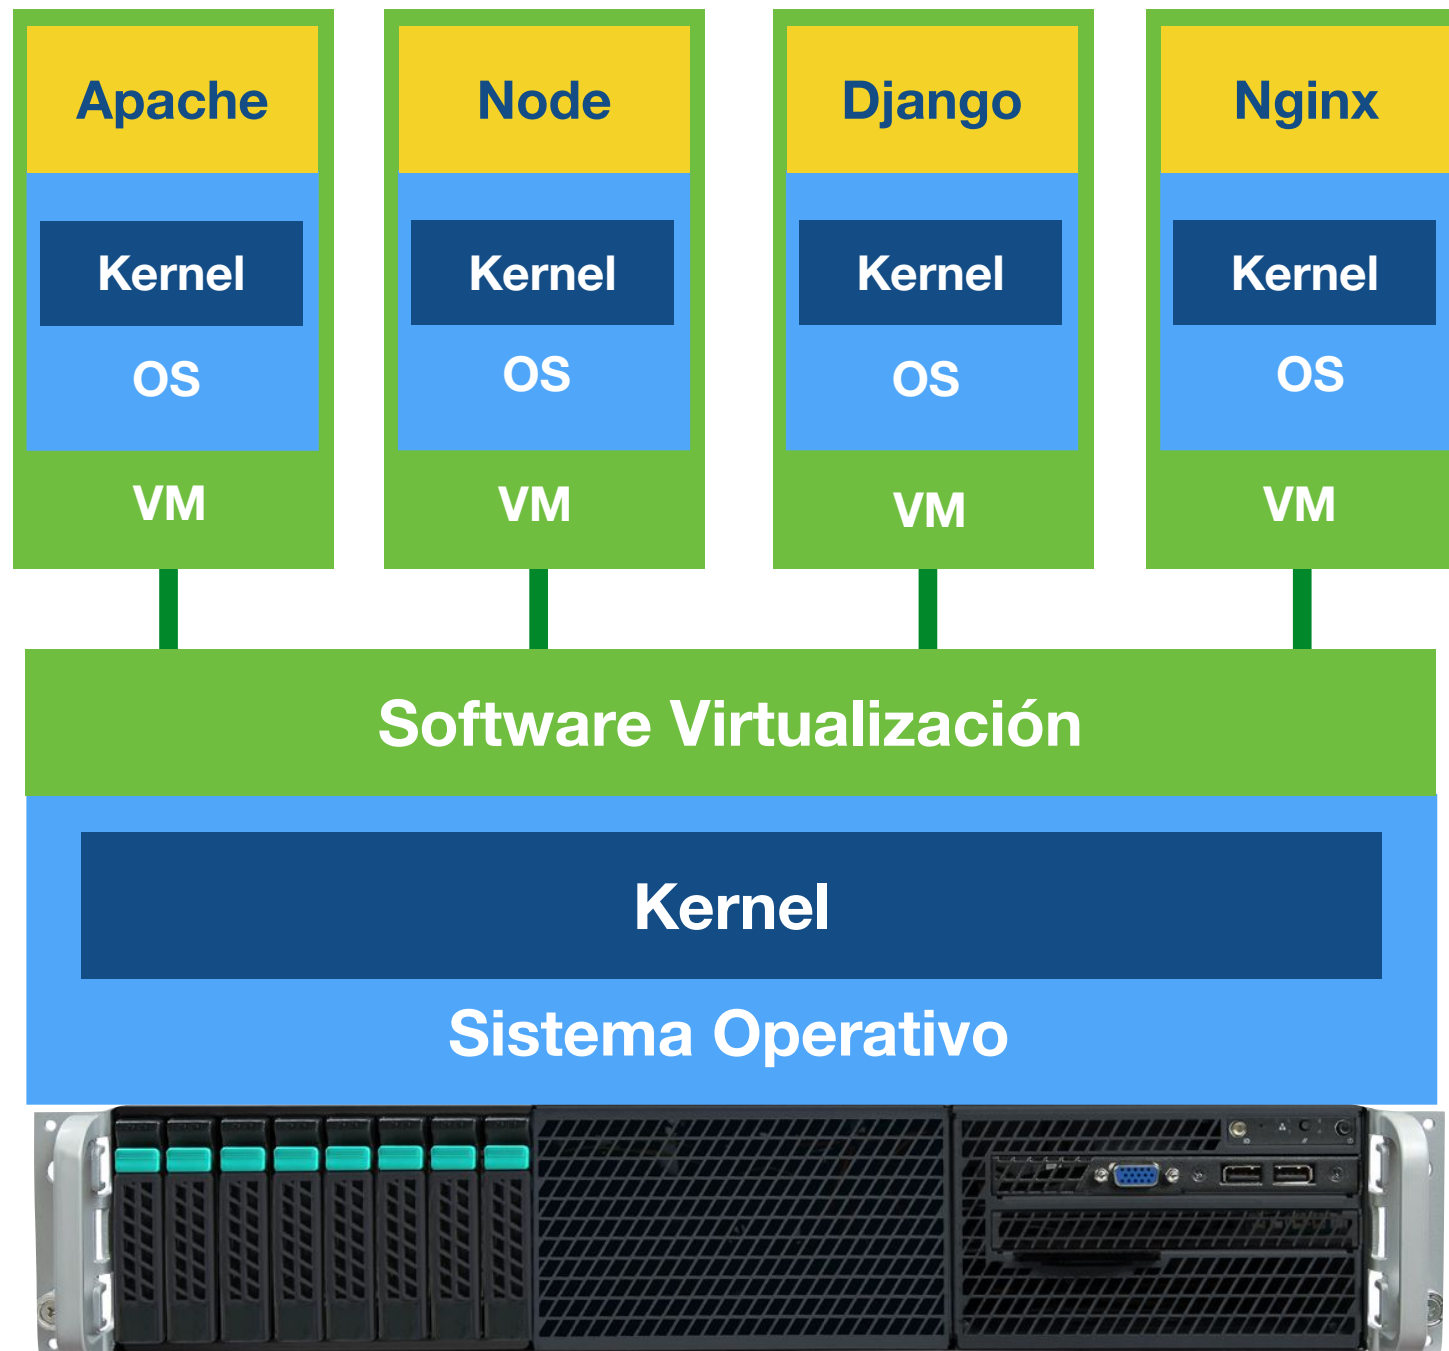 Apache
Node
Django
Nginx
Kernel
Kernel
Kernel
Kernel
OS
OS
OS
OS
VM
VM
VM
VM
Software Virtualización
Kernel
Sistema Operativo